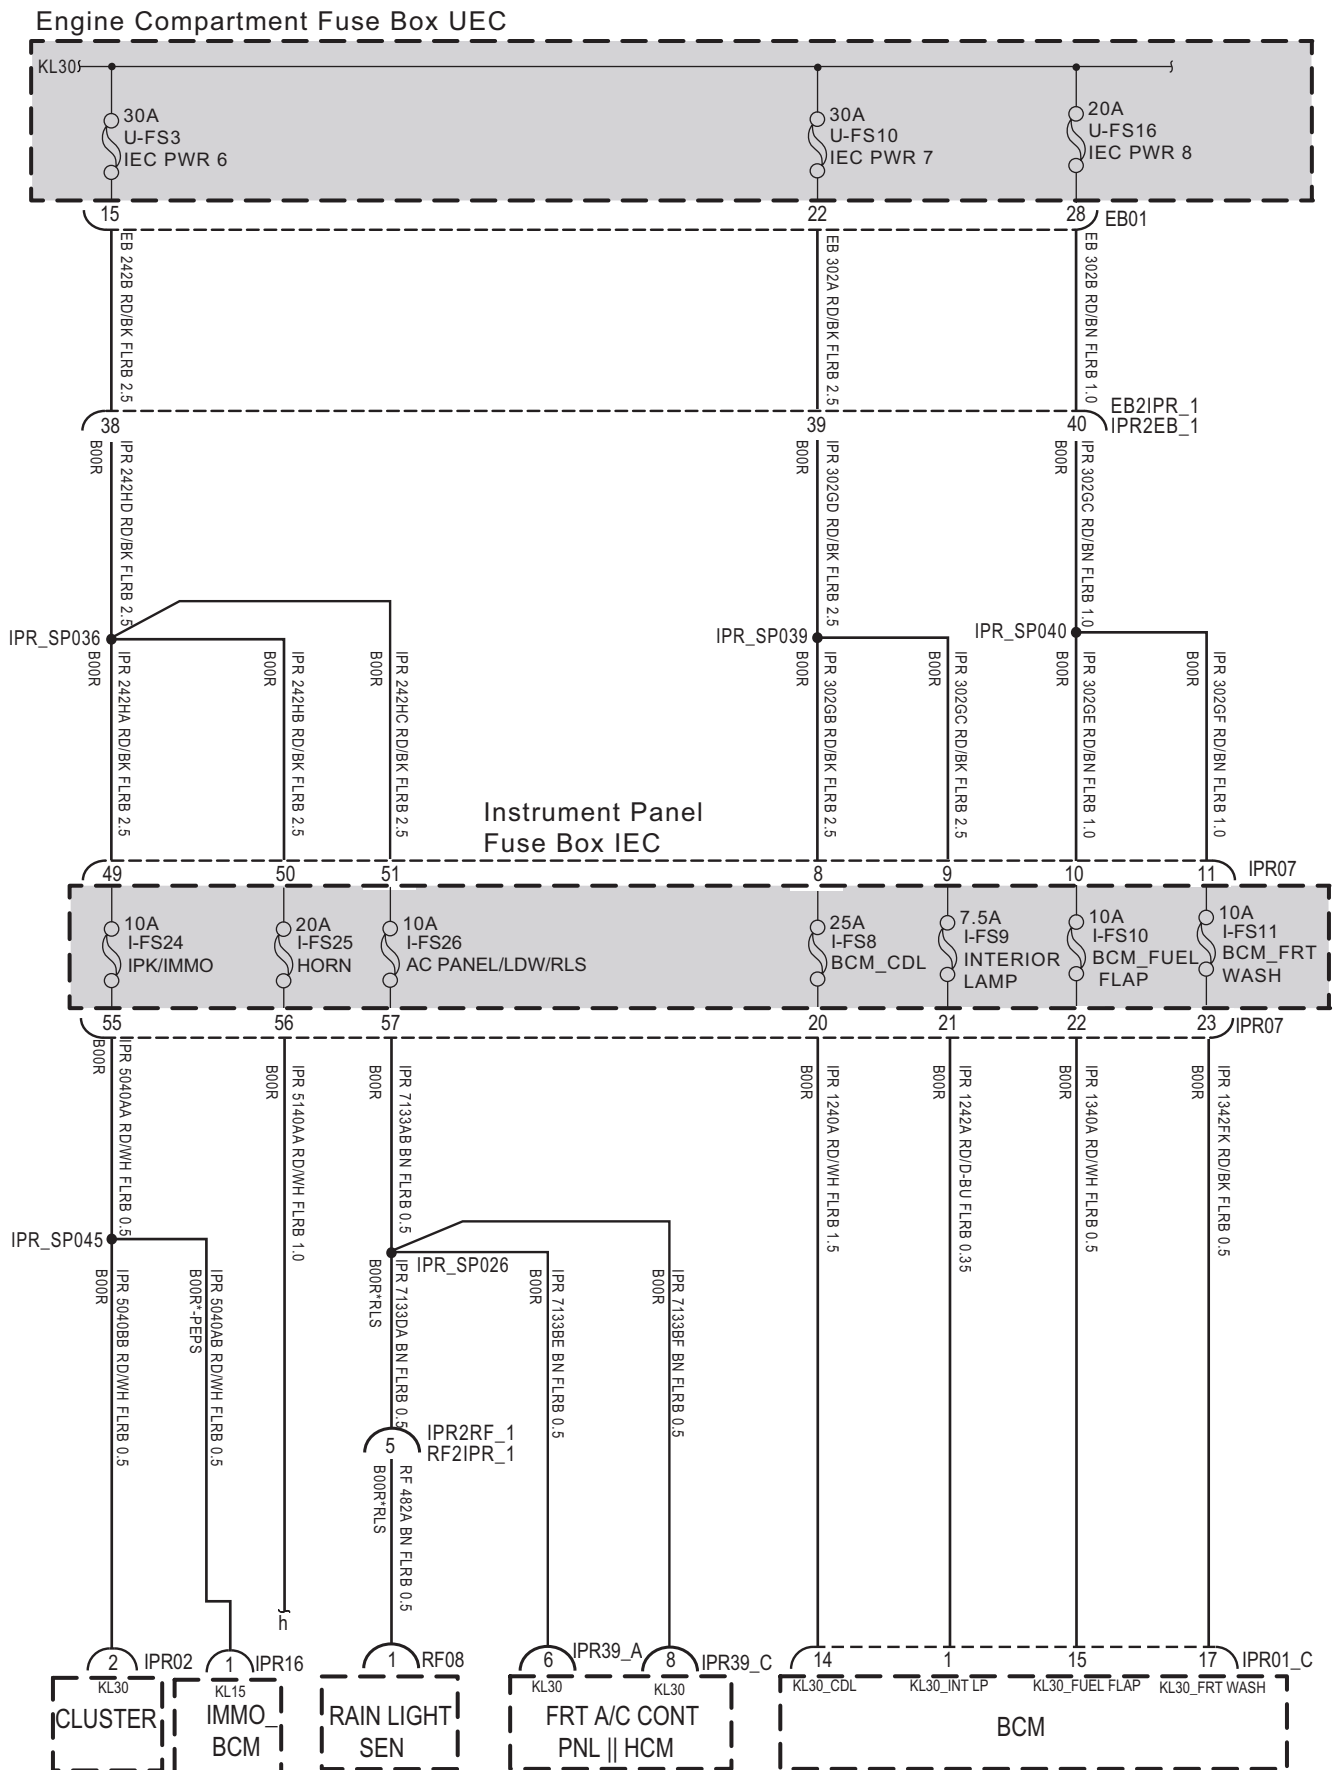 Engine Compartment Fuse Box UEC
KL30
30A
U-FS3
IEC PWR 6
30A
U-FS10
IEC PWR 7
20A
U-FS16
IEC PWR 8
15
22
28
EB01
EB 242B RD/BK FLRB 2.5
EB 302A RD/BK FLRB 2.5
EB 302B RD/BN FLRB 1.0
EB2IPR_1
IPR2EB_1
38
39
40
B00R
IPR 242HD RD/BK FLRB 2.5
B00R
IPR 302GD RD/BK FLRB 2.5
B00R
IPR 302GC RD/BN FLRB 1.0
IPR_SP036
IPR_SP039
IPR_SP040
B00R
IPR 242HA RD/BK FLRB 2.5
B00R
IPR 242HB RD/BK FLRB 2.5
B00R
IPR 242HC RD/BK FLRB 2.5
B00R
IPR 302GB RD/BK FLRB 2.5
B00R
IPR 302GC RD/BK FLRB 2.5
B00R
IPR 302GE RD/BN FLRB 1.0
B00R
IPR 302GF RD/BN FLRB 1.0
Instrument Panel
Fuse Box IEC
49
50
51
8
9
10
11
IPR07
10A
I-FS24
IPK/IMMO
20A
I-FS25
HORN
10A
I-FS26
AC PANEL/LDW/RLS
25A
I-FS8
BCM_CDL
7.5A
I-FS9
INTERIOR
LAMP
10A
I-FS10
BCM_FUEL
FLAP
10A
I-FS11
BCM_FRT
WASH
55
56
57
20
21
22
23
IPR07
B00R
IPR 5040AA RD/WH FLRB 0.5
B00R
IPR 5140AA RD/WH FLRB 1.0
B00R
IPR 7133AB BN FLRB 0.5
B00R
IPR 1240A RD/WH FLRB 1.5
B00R
IPR 1242A RD/D-BU FLRB 0.35
B00R
IPR 1340A RD/WH FLRB 0.5
B00R
IPR 1342FK RD/BK FLRB 0.5
IPR_SP045
IPR_SP026
B00R
IPR 5040BB RD/WH FLRB 0.5
B00R*-PEPS
IPR 5040AB RD/WH FLRB 0.5
B00R*RLS
IPR 7133DA BN FLRB 0.5
B00R
IPR 7133BE BN FLRB 0.5
B00R
IPR 7133BF BN FLRB 0.5
5
IPR2RF_1
RF2IPR_1
B00R*RLS
RF 482A BN FLRB 0.5
h
2
IPR02
1
IPR16
1
RF08
6
IPR39_A
8
IPR39_C
14
1
15
17
IPR01_C
KL30
KL15
KL30
KL30
KL30_CDL
KL30_INT LP
KL30_FUEL FLAP
KL30_FRT WASH
CLUSTER
IMMO_
BCM
RAIN LIGHT
SEN
FRT A/C CONT
PNL || HCM
BCM